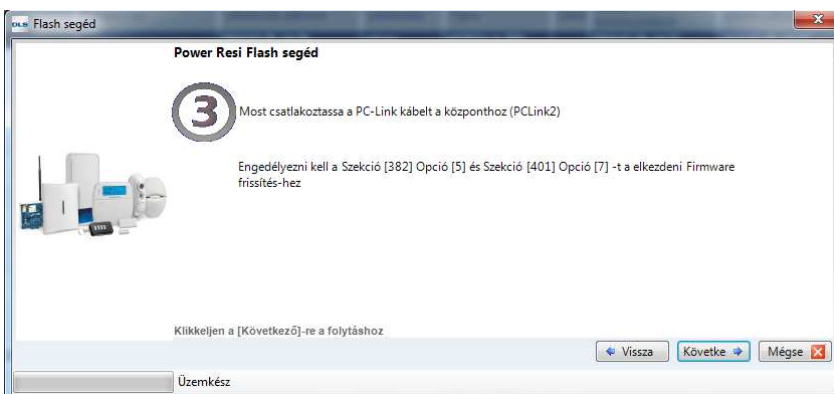 DLS Flash segéd
Power Resi Flash segéd
3 Most csatlakoztassa a PC-Link kábelt a központhoz (PCLink2)
Engedélyezni kell a Szekció [382] Opció [5] és Szekció [401] Opció [7] -t a elkezdeni Firmware
frissítés-hez
Klikkeljen a [Következő]-re a folytáshoz
Vissza Követke Mégse
Üzemkész